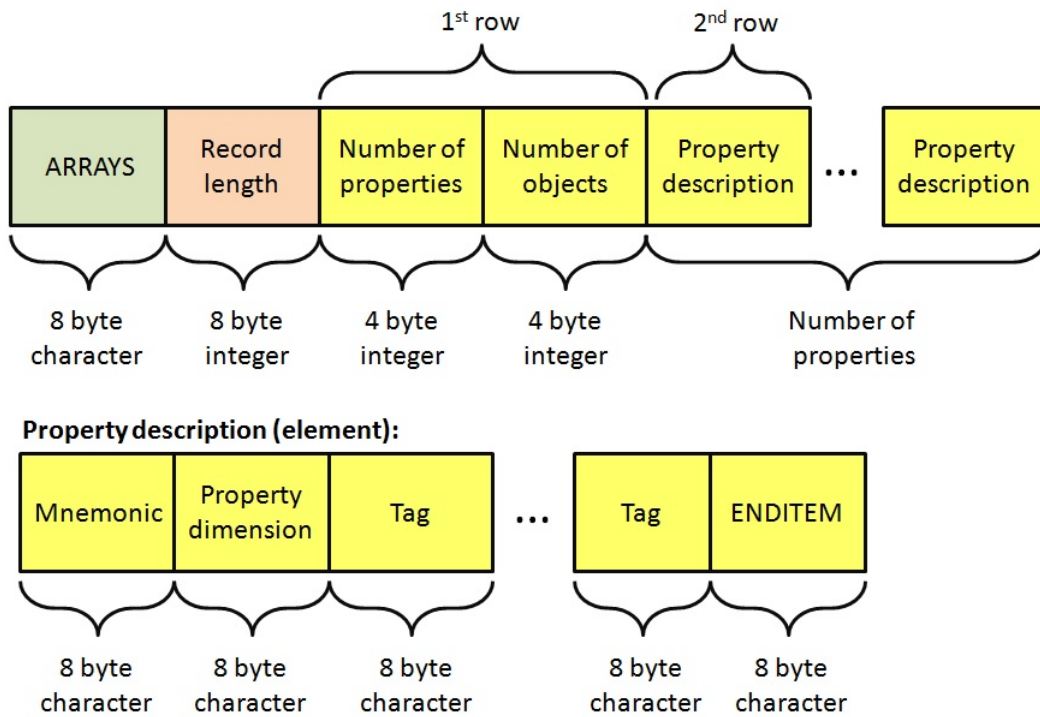 1st row
2nd row
ARRAYS
Record
length
Number of
properties
Number of
objects
Property
description
...
Property
description
8 byte
character
8 byte
integer
4 byte
integer
4 byte
integer
Number of
properties
Property description (element):
Mnemonic
Property
dimension
Tag
...
Tag
ENDITEM
8 byte
character
8 byte
character
8 byte
character
8 byte
character
8 byte
character